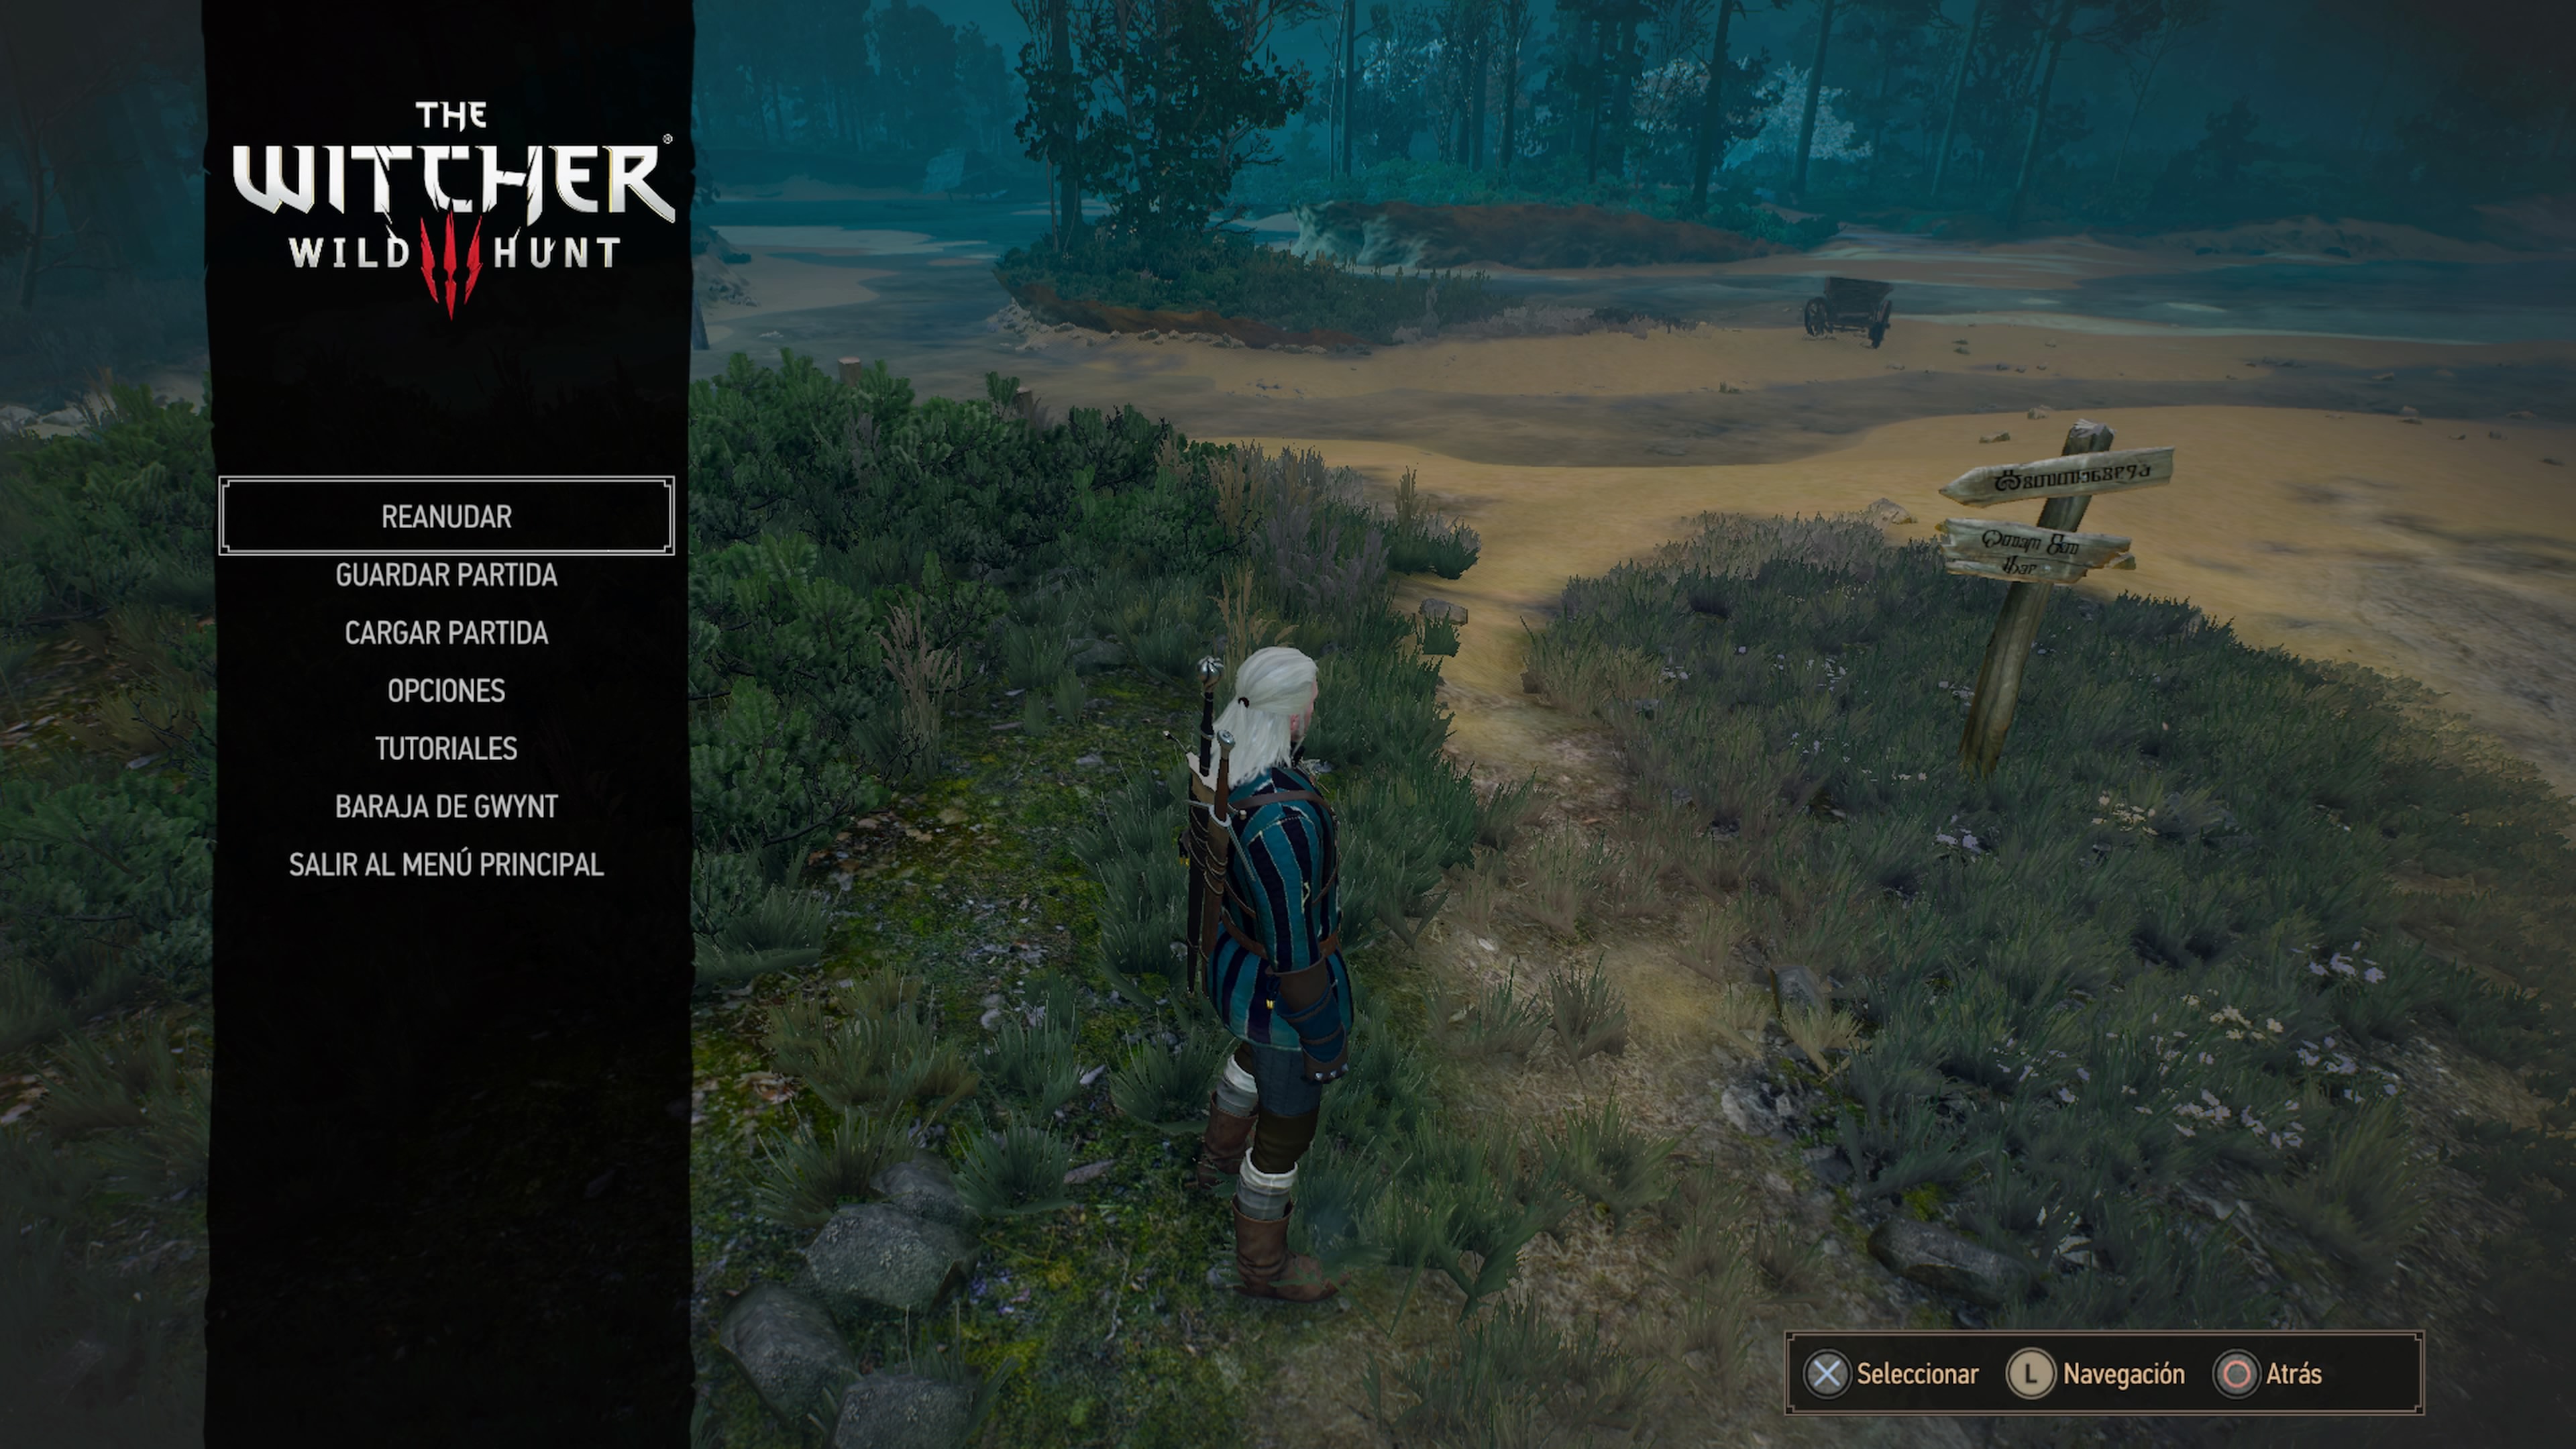 THE
WITCHER®
WILD HUNT
REANUDAR
GUARDAR PARTIDA
CARGAR PARTIDA
OPCIONES
TUTORIALES
BARAJA DE GWYNT
SALIR AL MENÚ PRINCIPAL
Seleccionar L Navegación Atrás